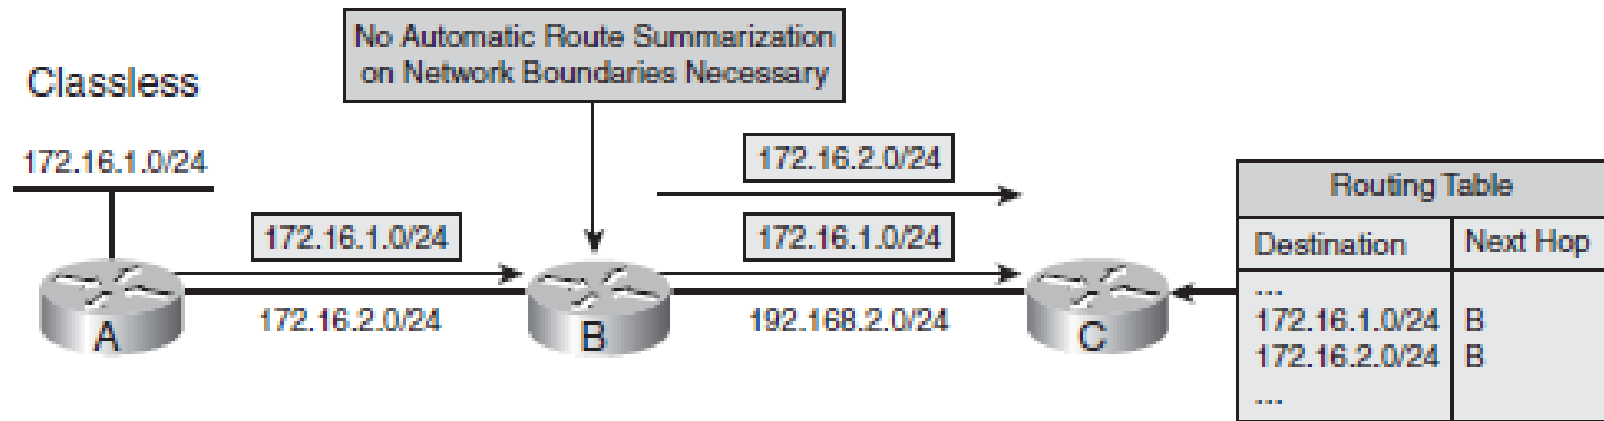 No Automatic Route Summarization
on Network Boundaries Necessary
Classless
172.16.1.0/24
172.16.2.0/24
172.16.1.0/24
172.16.1.0/24
A
172.16.2.0/24
B
192.168.2.0/24
C
Routing Table
Destination Next Hop
....
172.16.1.0/24 B
172.16.2.0/24 B
....